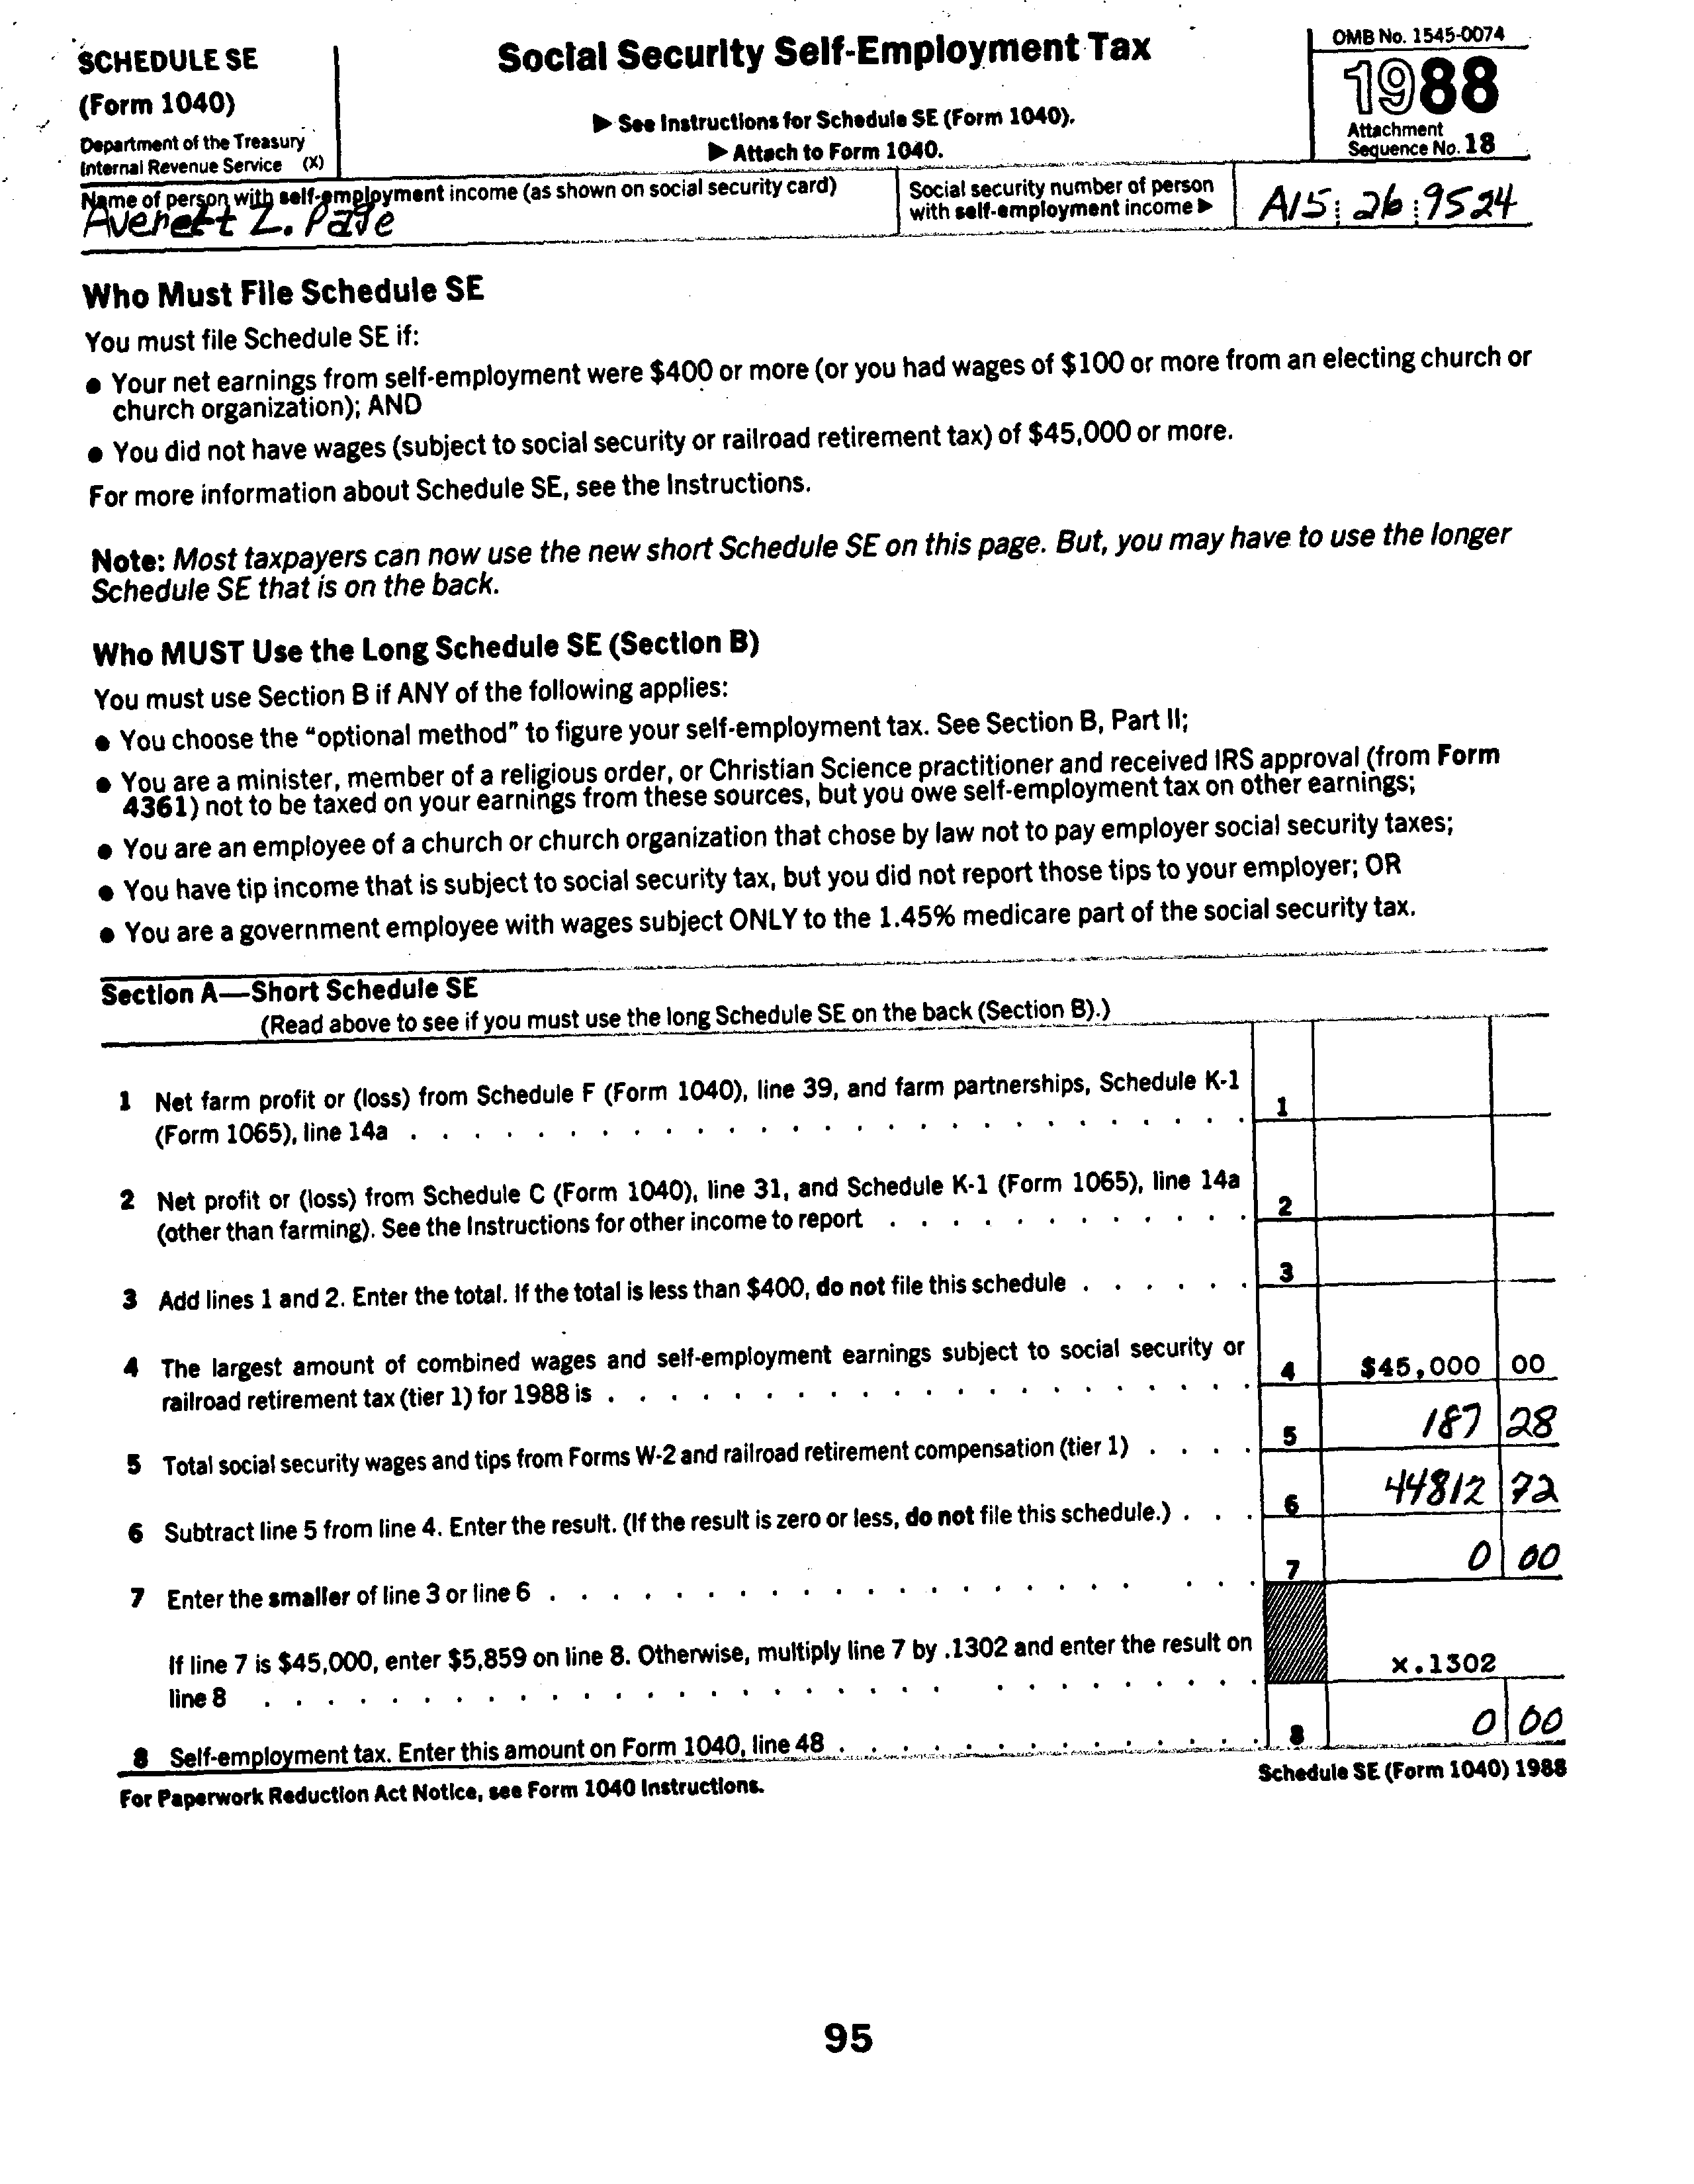 SCHEDULE SE
(Form 1040)
Department of the Treasury
Internal Revenue Service (X)
Social Security Self-Employment Tax
▶ See Instructions for Schedule SE (Form 1040).
▶ Attach to Form 1040.
OMB No. 1545-0074
1988
Attachment
Sequence No. 18
Name of person with self-employment income (as shown on social security card)
Averett Z. Page
Social security number of person
with self-employment income ▶
A15 26 9524
Who Must File Schedule SE
You must file Schedule SE if:
● Your net earnings from self-employment were $400 or more (or you had wages of $100 or more from an electing church or
church organization); AND
● You did not have wages (subject to social security or railroad retirement tax) of $45,000 or more.
For more information about Schedule SE, see the Instructions.
Note: Most taxpayers can now use the new short Schedule SE on this page. But, you may have to use the longer
Schedule SE that is on the back.
Who MUST Use the Long Schedule SE (Section B)
You must use Section B if ANY of the following applies:
● You choose the “optional method” to figure your self-employment tax. See Section B, Part II;
● You are a minister, member of a religious order, or Christian Science practitioner and received IRS approval (from Form
4361) not to be taxed on your earnings from these sources, but you owe self-employment tax on other earnings;
● You are an employee of a church or church organization that chose by law not to pay employer social security taxes;
● You have tip income that is subject to social security tax, but you did not report those tips to your employer; OR
● You are a government employee with wages subject ONLY to the 1.45% medicare part of the social security tax.
Section A—Short Schedule SE
(Read above to see if you must use the long Schedule SE on the back (Section B).)
1 Net farm profit or (loss) from Schedule F (Form 1040), line 39, and farm partnerships, Schedule K-1
(Form 1065), line 14a . . . . . . . . . . . . . . . . . . . . . . . . . . . 1
2 Net profit or (loss) from Schedule C (Form 1040), line 31, and Schedule K-1 (Form 1065), line 14a
(other than farming). See the Instructions for other income to report . . . . . . . . . . . . 2
3 Add lines 1 and 2. Enter the total. If the total is less than $400, do not file this schedule . . . . . . 3
4 The largest amount of combined wages and self-employment earnings subject to social security or
railroad retirement tax (tier 1) for 1988 is . . . . . . . . . . . . . . . . . . . . . 4 $45,000 00
5 Total social security wages and tips from Forms W-2 and railroad retirement compensation (tier 1) . . . . 5 187 28
6 Subtract line 5 from line 4. Enter the result. (If the result is zero or less, do not file this schedule.) . . . 6 44812 72
7 Enter the smaller of line 3 or line 6 . . . . . . . . . . . . . . . . . . . . . . 7 0 00
If line 7 is $45,000, enter $5,859 on line 8. Otherwise, multiply line 7 by .1302 and enter the result on
line 8 . . . . . . . . . . . . . . . . . . . . . . . . . . . . . . . x.1302
8 Self-employment tax. Enter this amount on Form 1040, line 48 . . . . . . . . . . . . . . 8 0 00
For Paperwork Reduction Act Notice, see Form 1040 Instructions.
Schedule SE (Form 1040) 1988
95